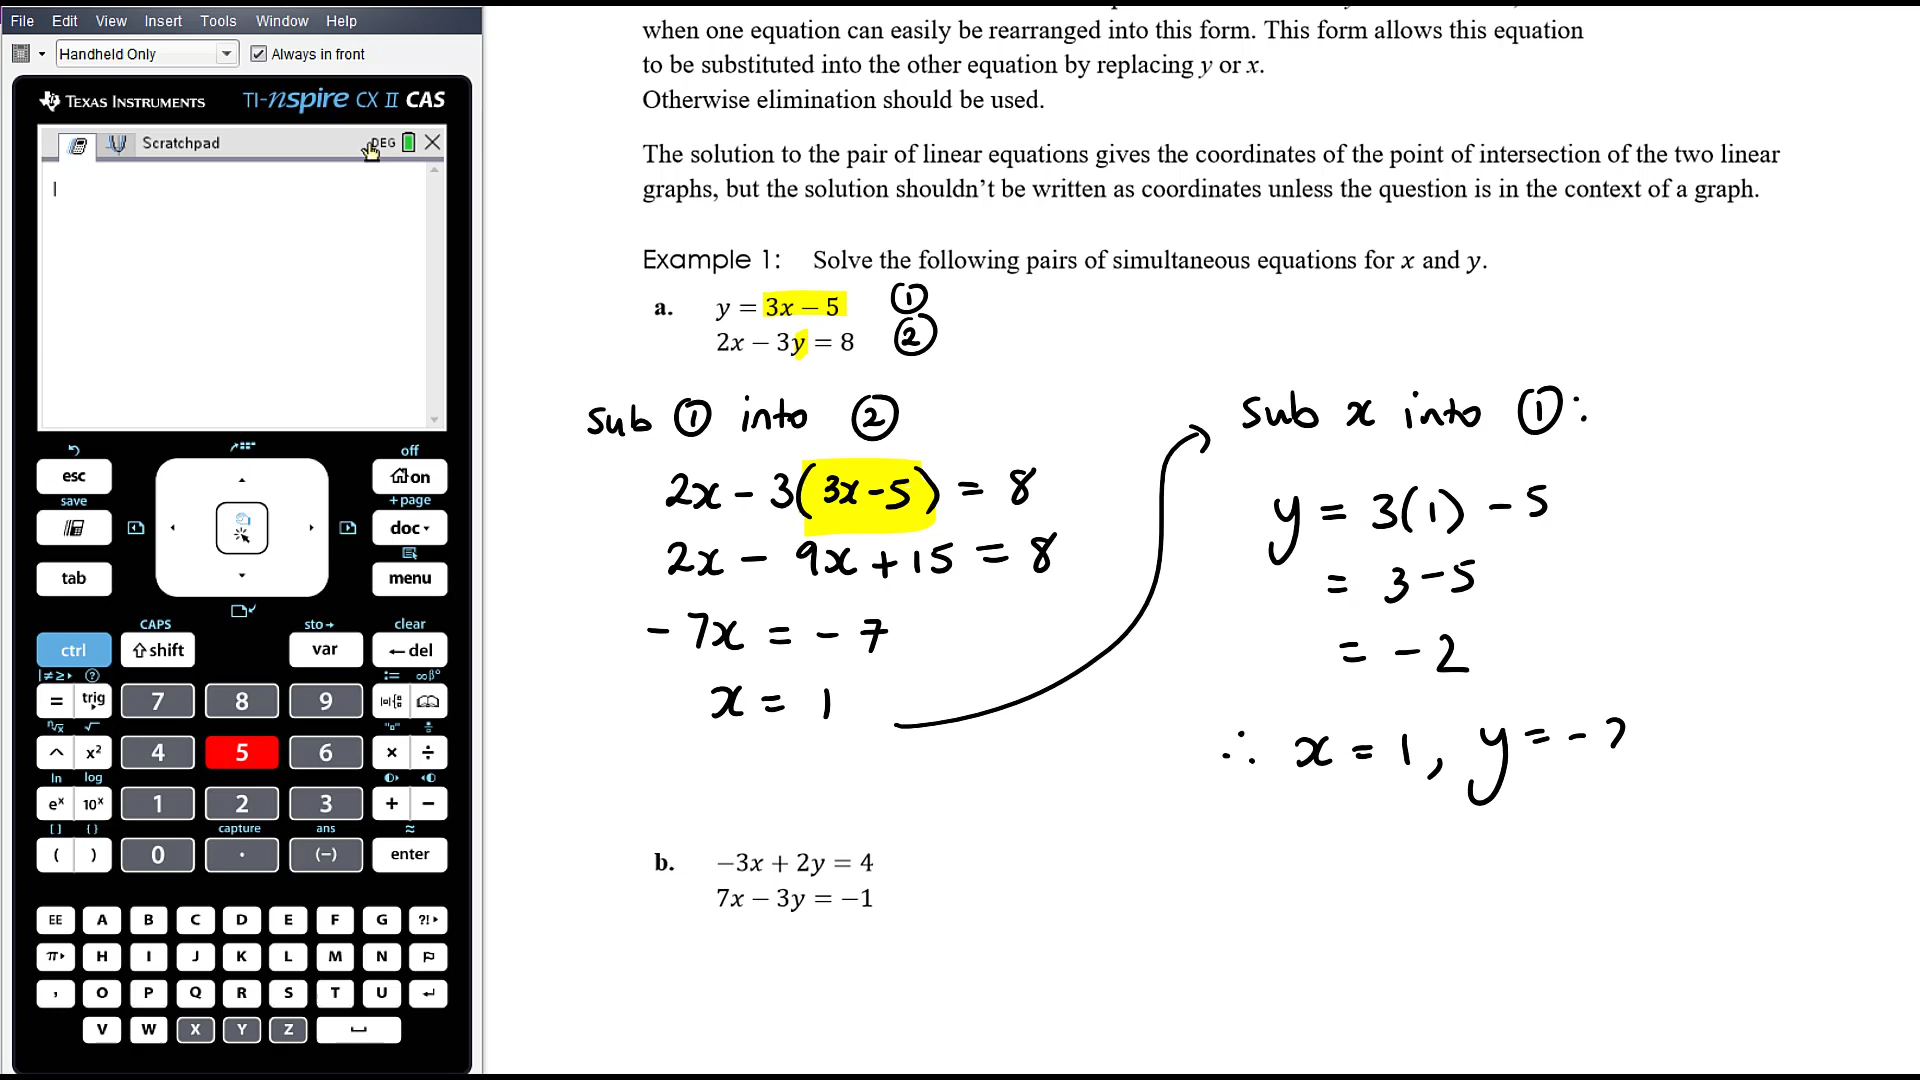 File Edit View Insert Tools Window Help
Handheld Only Always in front
TEXAS INSTRUMENTS TI-nspire CX II CAS
Scratchpad DEG
esc off on
save + page doc
tab menu
CAPS sto→ clear
ctrl shift var ←del
= trig 7 8 9
^ x² 4 5 6 × ÷
ln log
eˣ 10ˣ 1 2 3 + −
[] {} capture ans ≈
( ) 0 . (−) enter
EE A B C D E F G ?!▸
π▸ H I J K L M N
, O P Q R S T U
V W X Y Z
when one equation can easily be rearranged into this form. This form allows this equation
to be substituted into the other equation by replacing y or x.
Otherwise elimination should be used.
The solution to the pair of linear equations gives the coordinates of the point of intersection of the two linear
graphs, but the solution shouldn’t be written as coordinates unless the question is in the context of a graph.
Example 1: Solve the following pairs of simultaneous equations for x and y.
a. y = 3x − 5 ①
2x − 3y = 8 ②
Sub ① into ②
2x − 3(3x−5) = 8
2x − 9x + 15 = 8
−7x = −7
x = 1
Sub x into ①:
y = 3(1) − 5
= 3 − 5
= −2
∴ x = 1, y = −2
b. −3x + 2y = 4
7x − 3y = −1